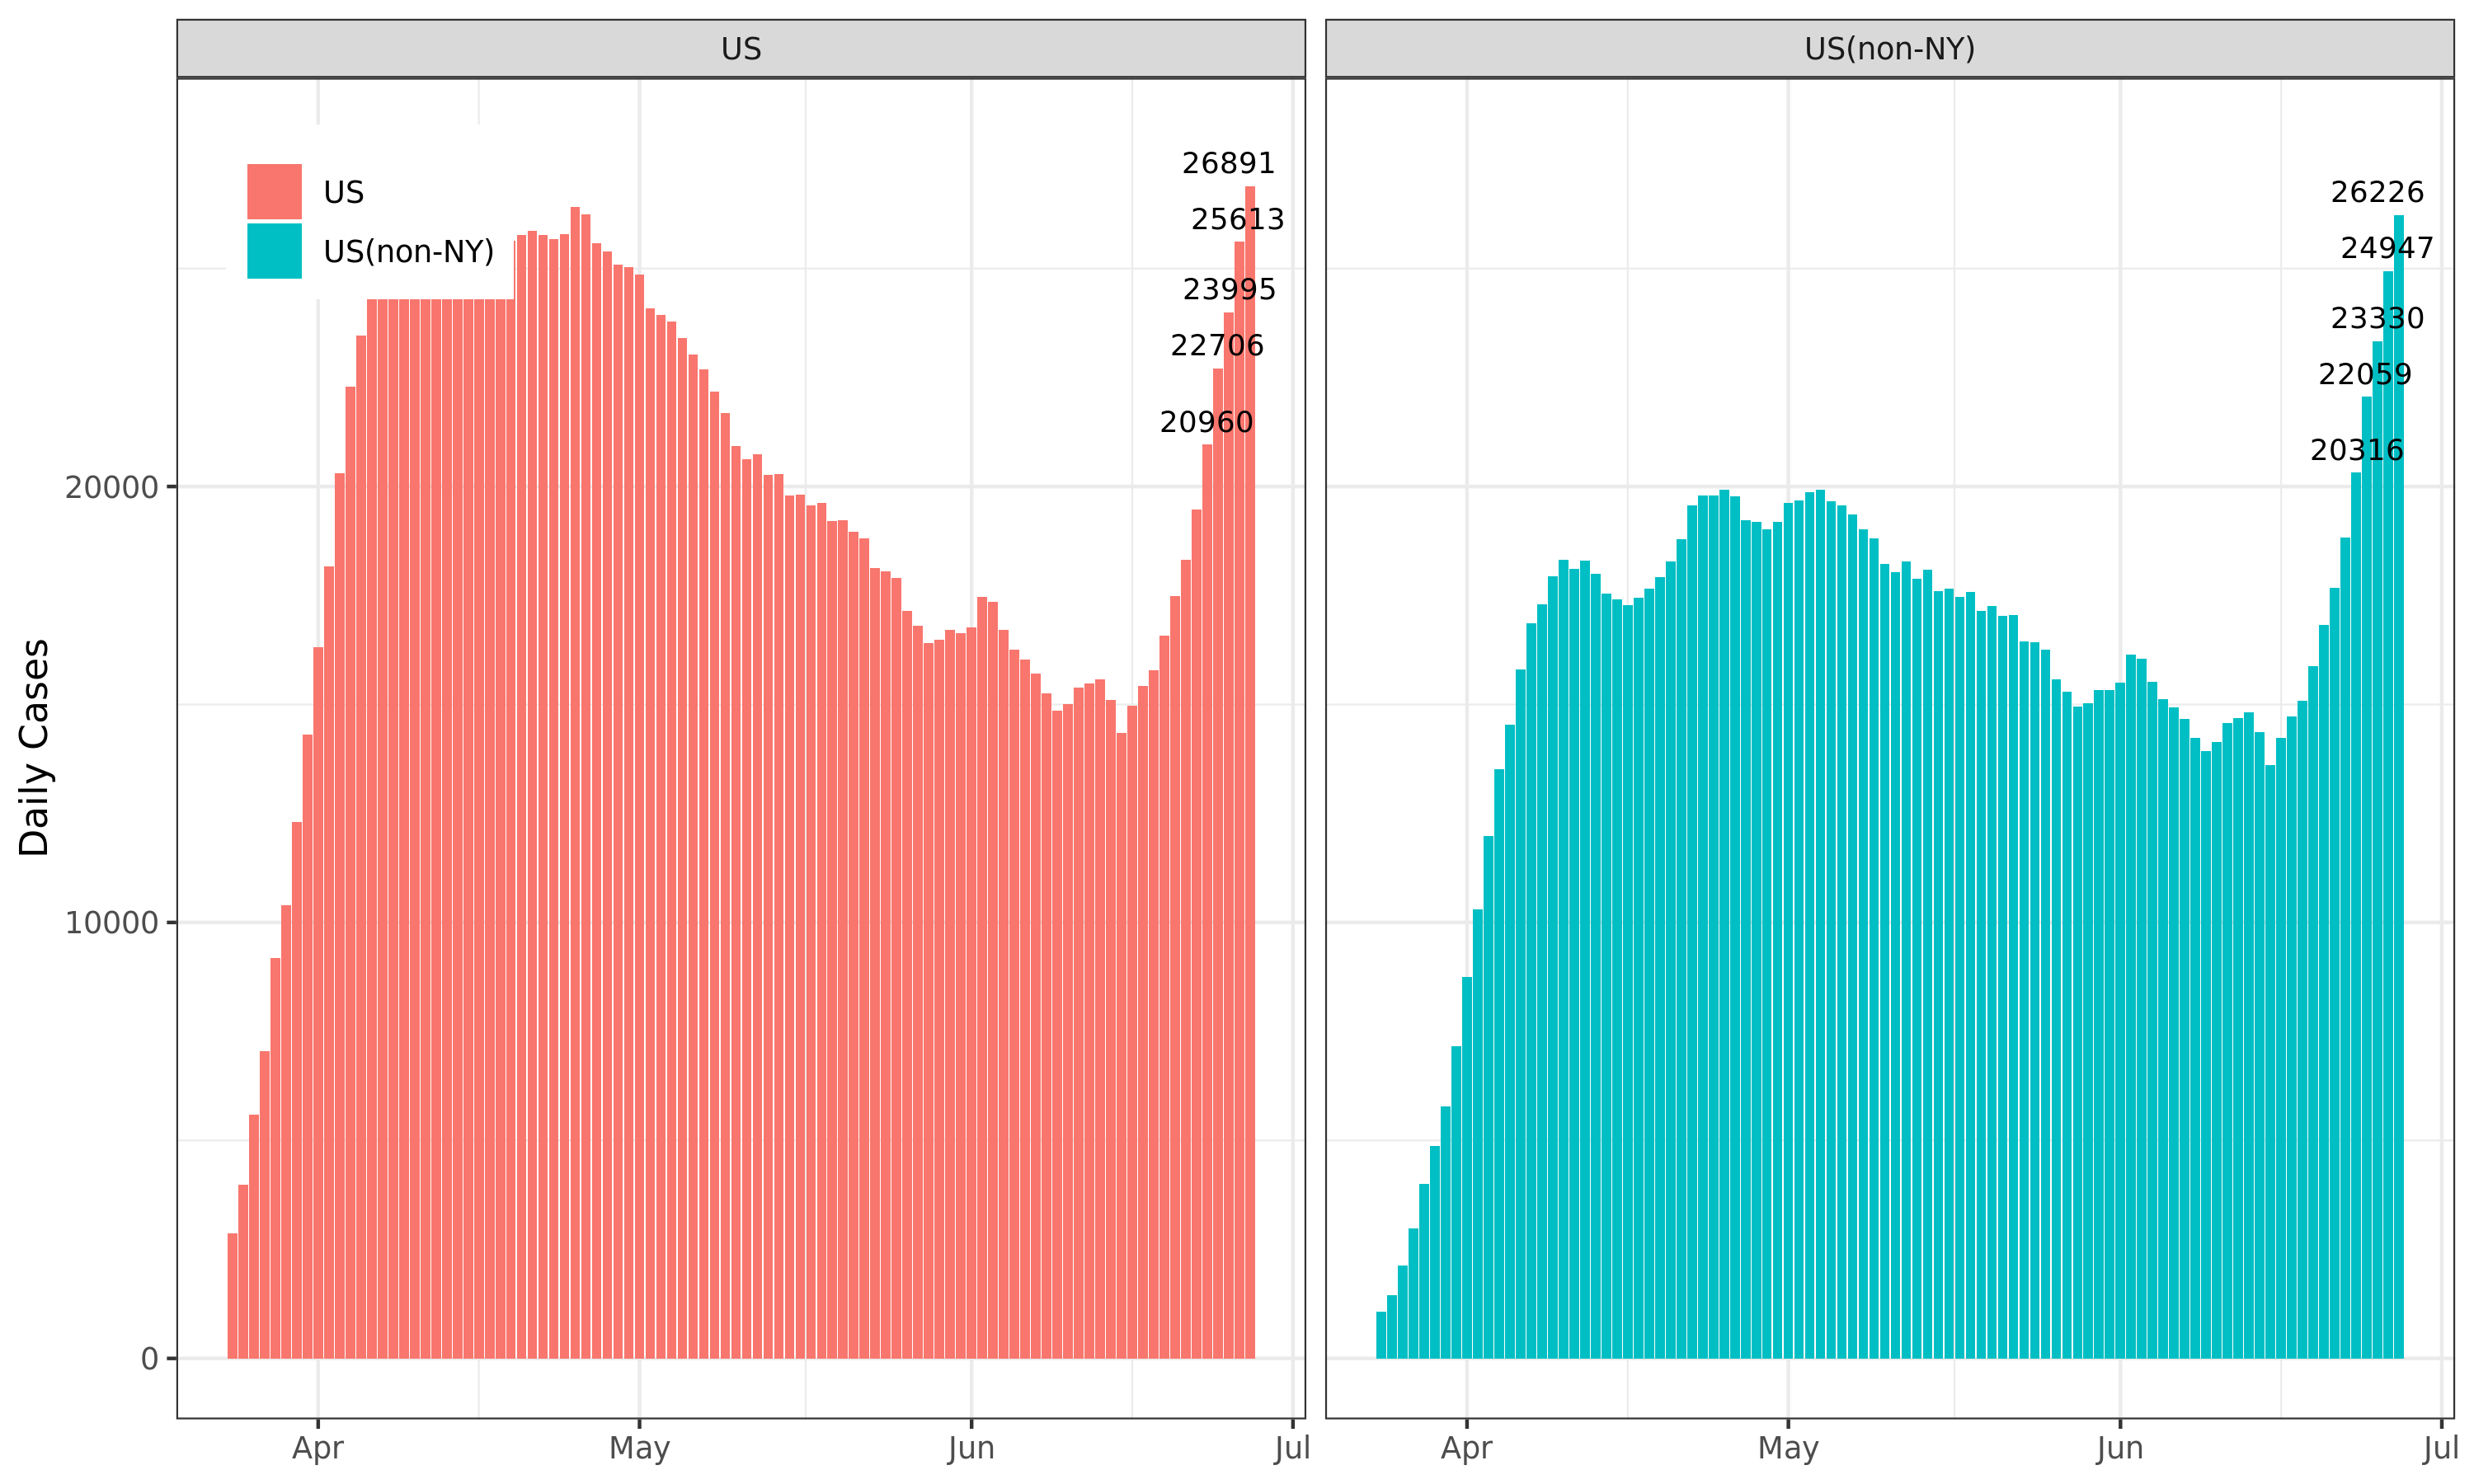 US
US(non-NY)
US
US(non-NY)
26891
25613
23995
22706
20960
26226
24947
23330
22059
20316
20000
10000
0
Daily Cases
Apr
May
Jun
Jul
Apr
May
Jun
Jul